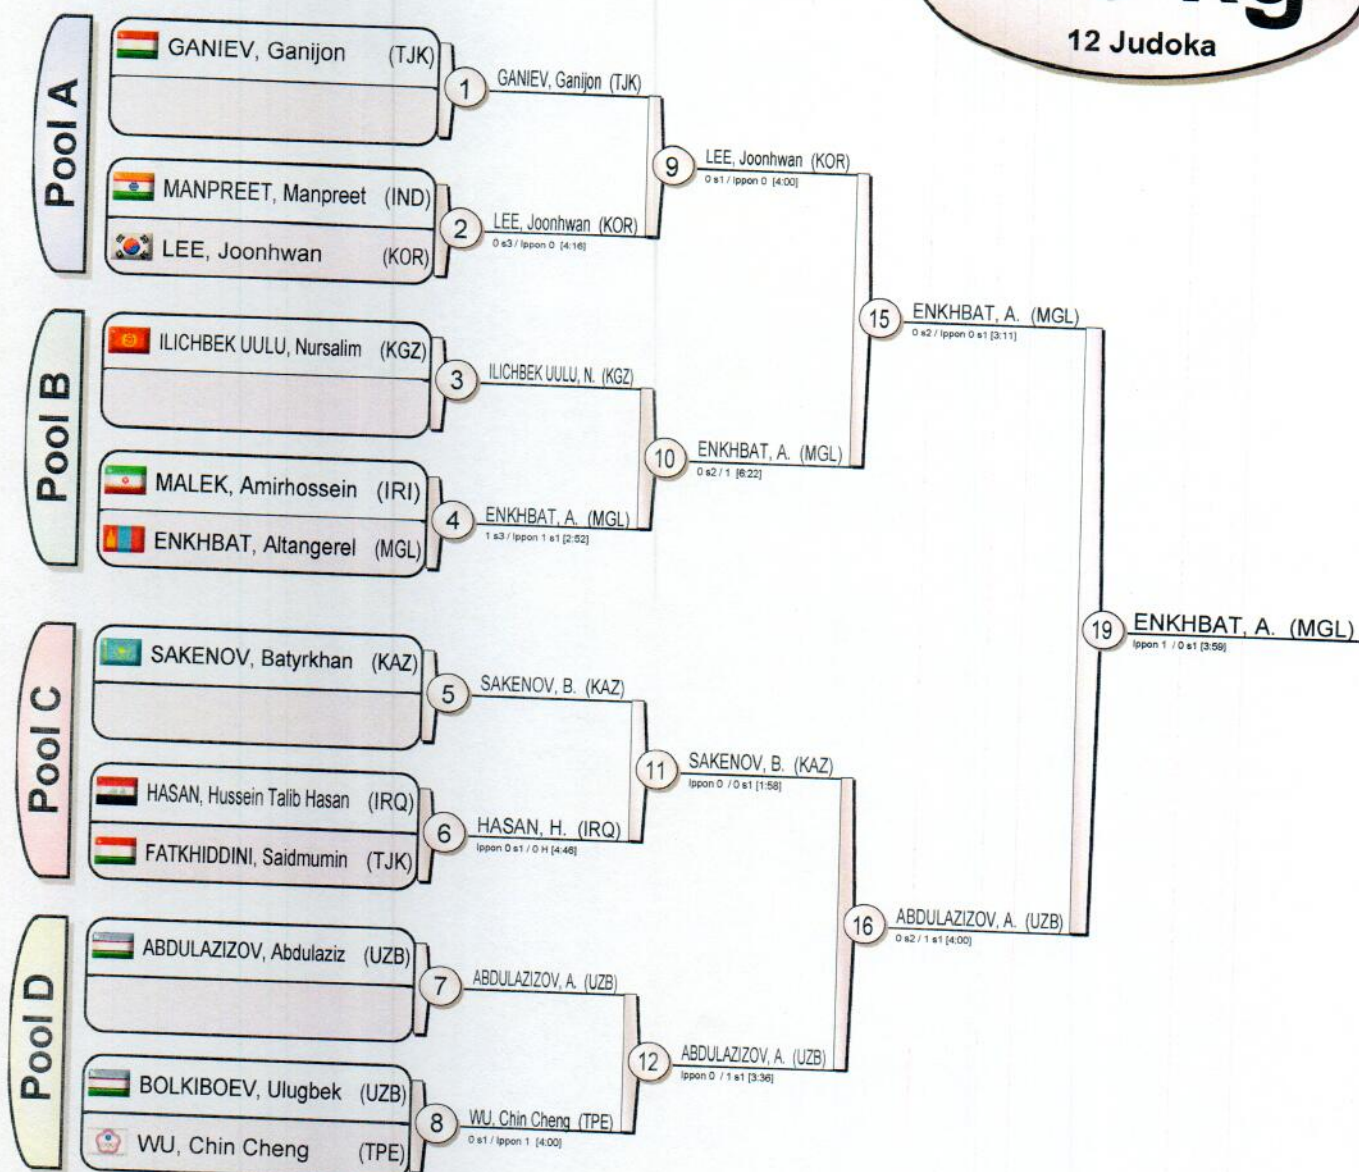 kg
12 Judoka
Pool A
GANIEV, Ganijon (TJK)
MANPREET, Manpreet (IND)
LEE, Joonhwan (KOR)
1
GANIEV, Ganijon (TJK)
2
LEE, Joonhwan (KOR)
0 s3 / Ippon 0 [4:16]
9
LEE, Joonhwan (KOR)
0 s1 / Ippon 0 [4:00]
Pool B
ILICHBEK UULU, Nursalim (KGZ)
MALEK, Amirhossein (IRI)
ENKHBAT, Altangerel (MGL)
3
ILICHBEK UULU, N. (KGZ)
4
ENKHBAT, A. (MGL)
1 s3 / Ippon 1 s1 [2:52]
10
ENKHBAT, A. (MGL)
0 s2 / 1 [6:22]
15
ENKHBAT, A. (MGL)
0 s2 / Ippon 0 s1 [3:11]
Pool C
SAKENOV, Batyrkhan (KAZ)
HASAN, Hussein Talib Hasan (IRQ)
FATKHIDDINI, Saidmumin (TJK)
5
SAKENOV, B. (KAZ)
6
HASAN, H. (IRQ)
Ippon 0 s1 / 0 H [4:46]
11
SAKENOV, B. (KAZ)
Ippon 0 / 0 s1 [1:58]
Pool D
ABDULAZIZOV, Abdulaziz (UZB)
BOLKIBOEV, Ulugbek (UZB)
WU, Chin Cheng (TPE)
7
ABDULAZIZOV, A. (UZB)
8
WU, Chin Cheng (TPE)
0 s1 / Ippon 1 [4:00]
12
ABDULAZIZOV, A. (UZB)
Ippon 0 / 1 s1 [3:36]
16
ABDULAZIZOV, A. (UZB)
0 s2 / 1 s1 [4:00]
19
ENKHBAT, A. (MGL)
Ippon 1 / 0 s1 [3:59]